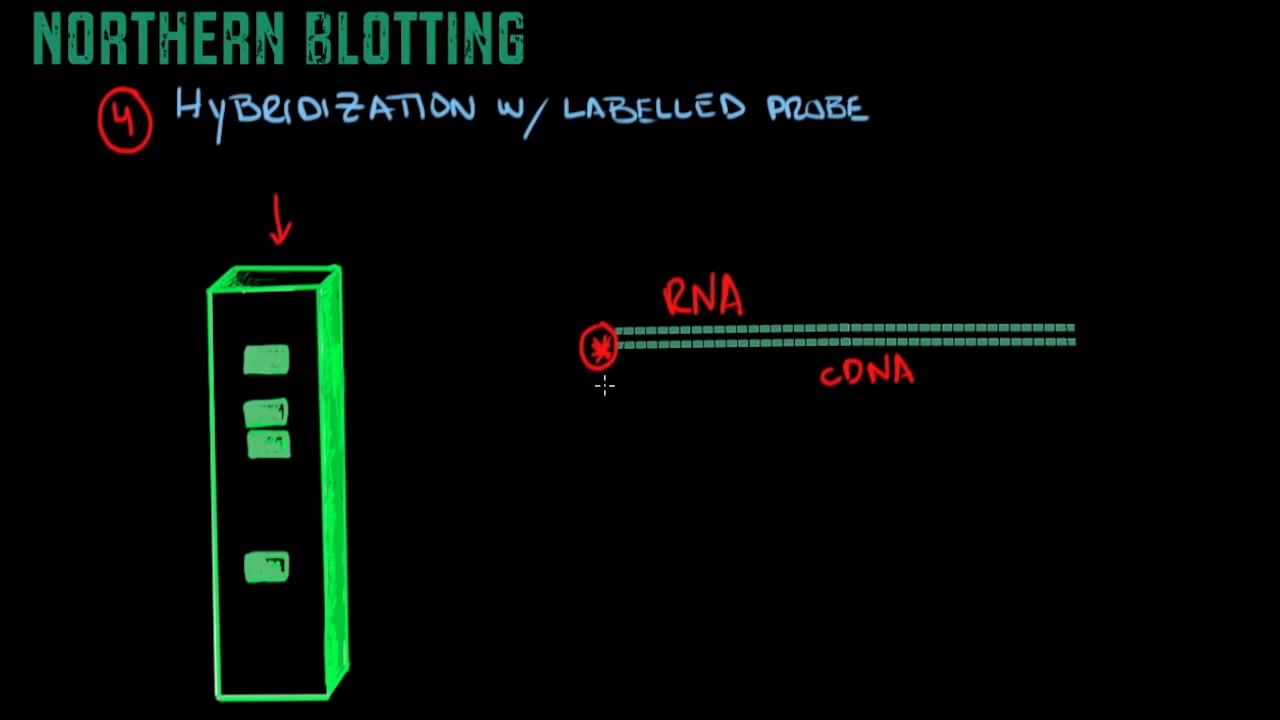 NORTHERN BLOTTING
4 HYBRIDIZATION W/ LABELLED PROBE
RNA
*
cDNA